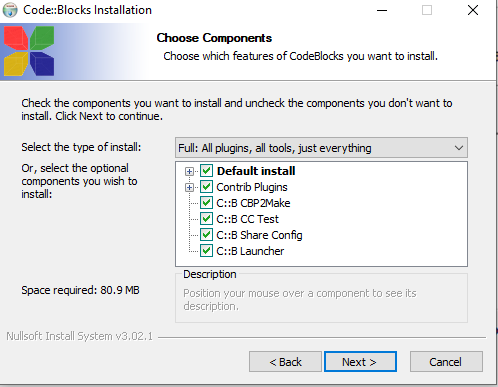 Code::Blocks Installation
Choose Components
Choose which features of CodeBlocks you want to install.
Check the components you want to install and uncheck the components you don't want to
install. Click Next to continue.
Select the type of install:
Full: All plugins, all tools, just everything
Or, select the optional
components you wish to
install:
Default install
Contrib Plugins
C::B CBP2Make
C::B CC Test
C::B Share Config
C::B Launcher
Space required: 80.9 MB
Description
Position your mouse over a component to see its
description.
Nullsoft Install System v3.02.1
< Back
Next >
Cancel